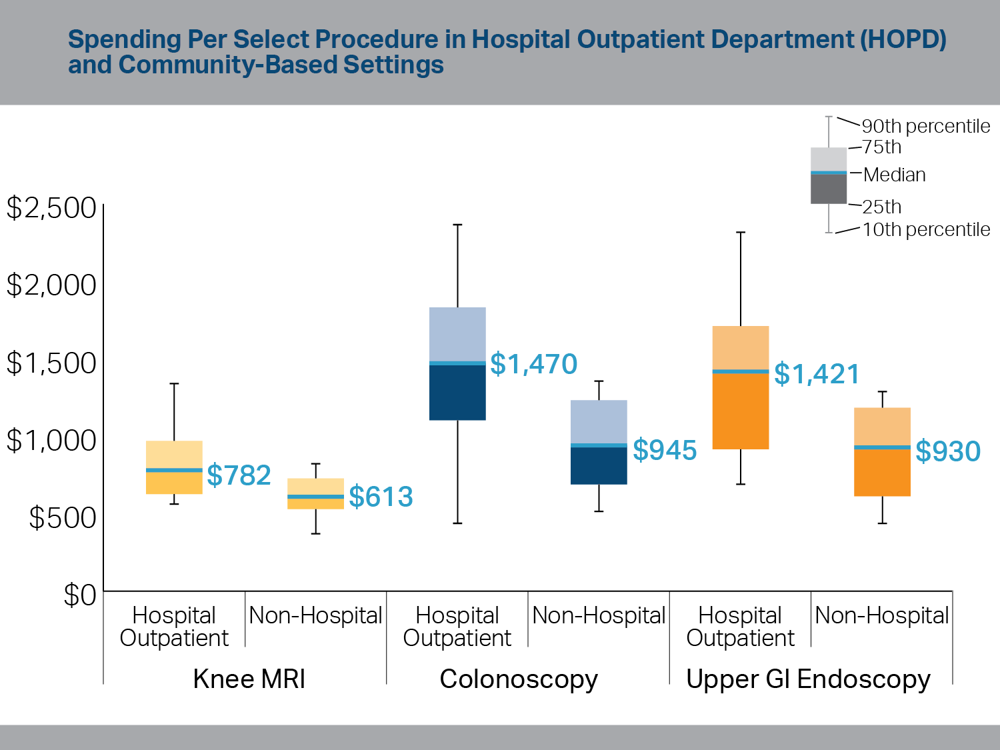 Spending Per Select Procedure in Hospital Outpatient Department (HOPD)
and Community-Based Settings
90th percentile
75th
Median
25th
10th percentile
$2,500
$2,000
$1,500
$1,000
$500
$0
$782
$613
$1,470
$945
$1,421
$930
Hospital
Outpatient
Non-Hospital
Hospital
Outpatient
Non-Hospital
Hospital
Outpatient
Non-Hospital
Knee MRI
Colonoscopy
Upper GI Endoscopy